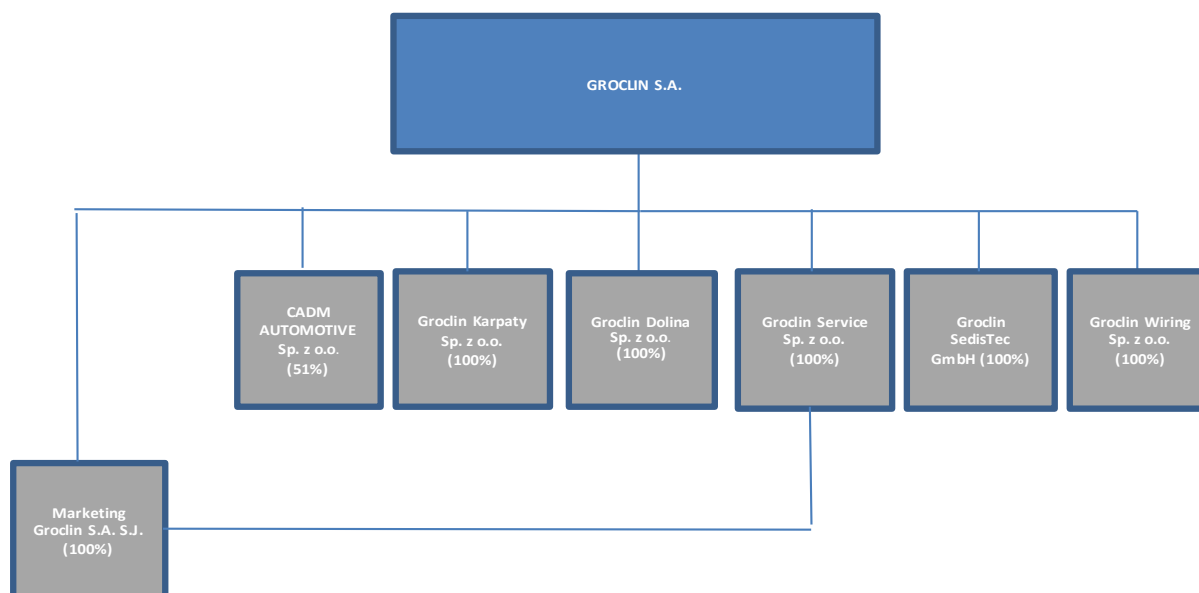 GROCLIN S.A.
CADM
AUTOMOTIVE
Sp. z o.o.
(51%)
Groclin Karpaty
Sp. z o.o.
(100%)
Groclin Dolina
Sp. z o.o.
(100%)
Groclin Service
Sp. z o.o.
(100%)
Groclin
SedisTec
GmbH (100%)
Groclin Wiring
Sp. z o.o.
(100%)
Marketing
Groclin S.A. S.J.
(100%)